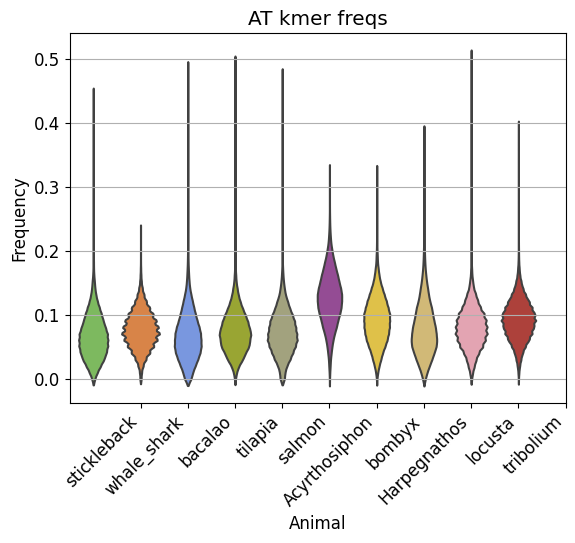 AT kmer freqs
Frequency
0.5
0.4
0.3
0.2
0.1
0.0
stickleback
whale_shark
bacalao
tilapia
salmon
Acyrthosiphon
bombyx
Harpegnathos
locusta
tribolium
Animal